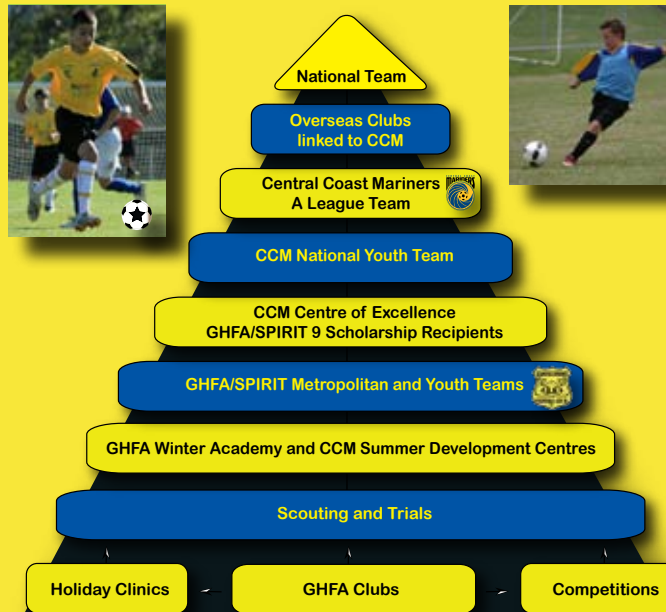 National Team
Overseas Clubs
linked to CCM
Central Coast Mariners
A League Team
MARINERS
CCM National Youth Team
CCM Centre of Excellence
GHFA/SPIRIT 9 Scholarship Recipients
GHFA/SPIRIT Metropolitan and Youth Teams
GHFA Winter Academy and CCM Summer Development Centres
Scouting and Trials
Holiday Clinics
GHFA Clubs
Competitions